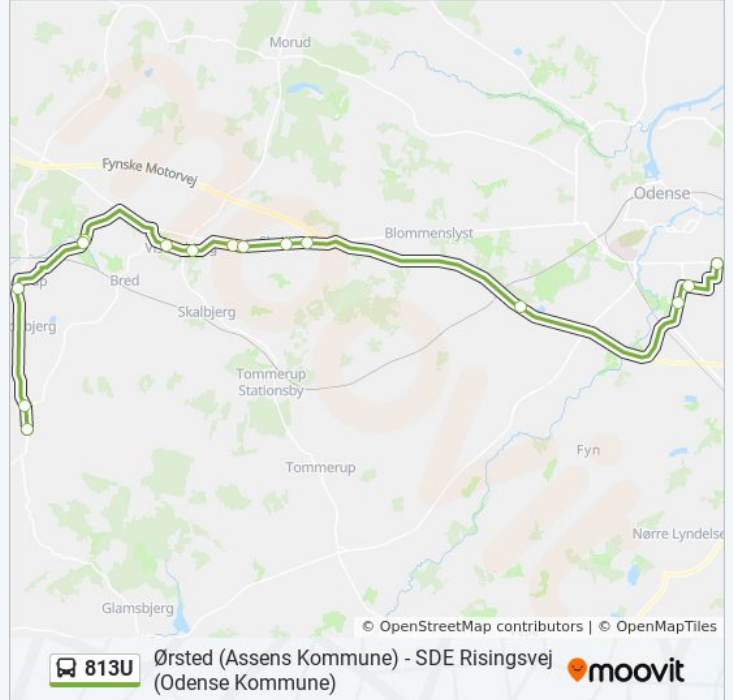 Morud
Fynske Motorvej
Odense
Blommenslyst
Bred
Skalbjerg
Tommerup
Stationsby
Fyn
Tommerup
Nørre Lyndelse
Glamsbjerg
© OpenStreetMap contributors | © OpenMapTiles
813U
Ørsted (Assens Kommune) - SDE Risingsvej
(Odense Kommune)
moovit